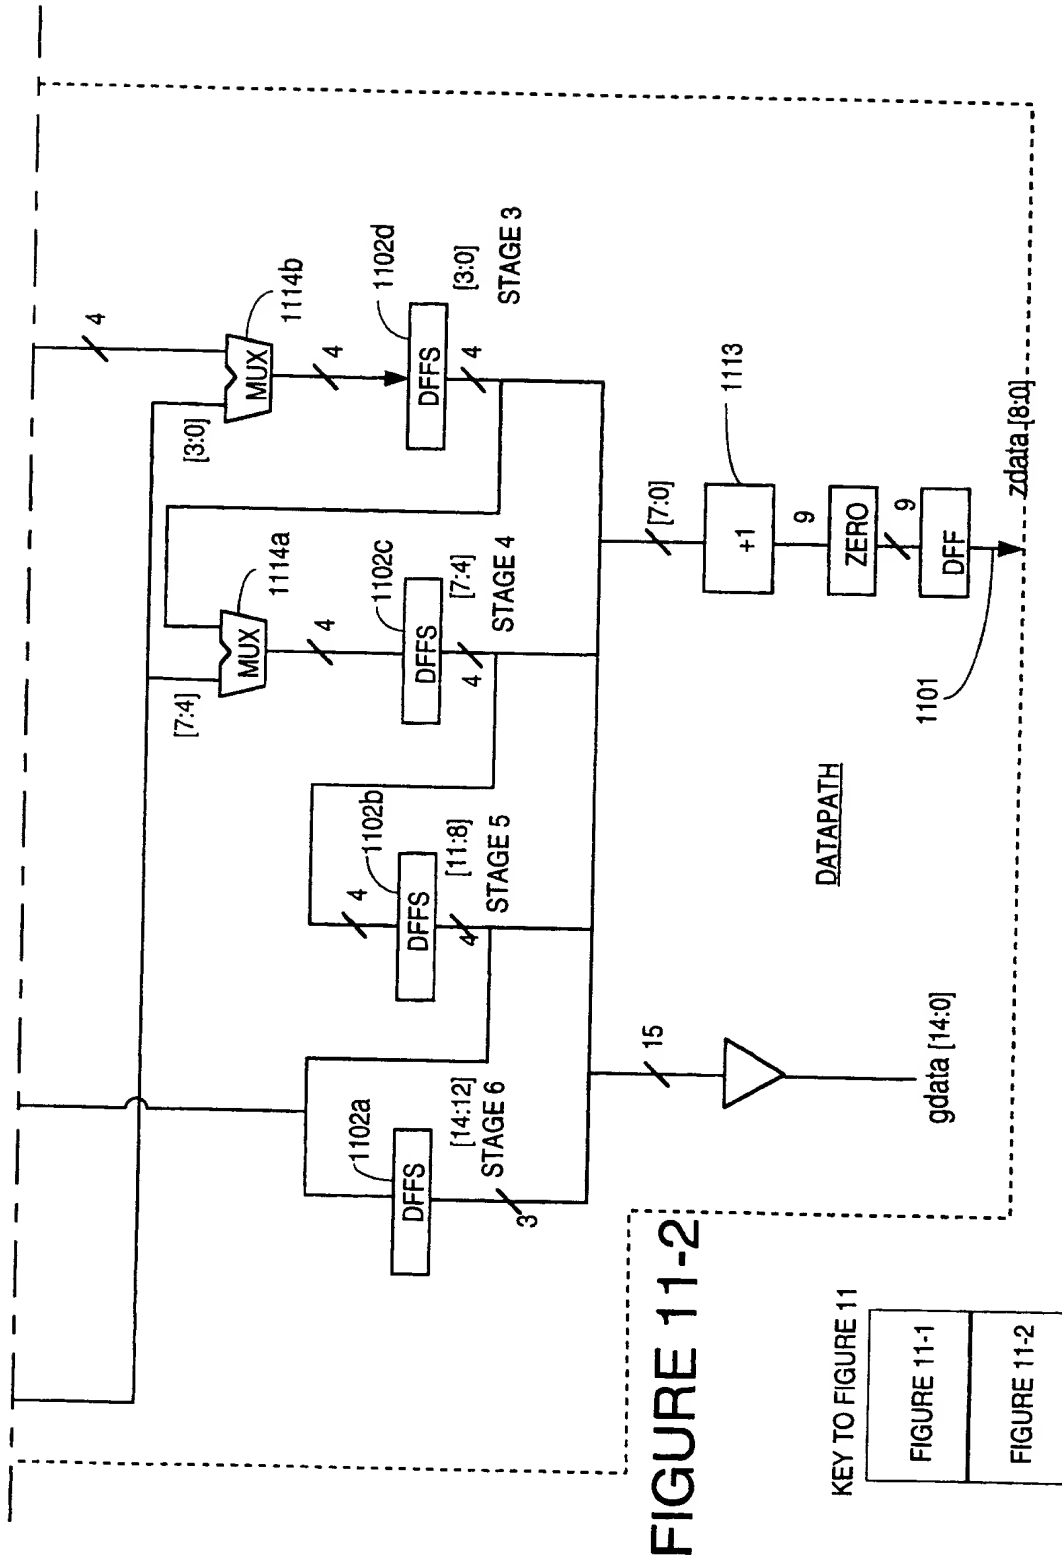 4
[3:0]
MUX
1114b
4
1102d
DFFS
4
[3:0]
STAGE 3
[7:4]
MUX
1114a
4
1102c
DFFS
4
[7:4]
STAGE 4
4
1102b
DFFS
4
[11:8]
STAGE 5
1102a
DFFS
[14:12]
STAGE 6
3
[7:0]
+1
1113
9
ZERO
9
DFF
1101
zdata [8:0]
15
gdata [14:0]
DATAPATH
FIGURE 11-2
KEY TO FIGURE 11
FIGURE 11-1
FIGURE 11-2